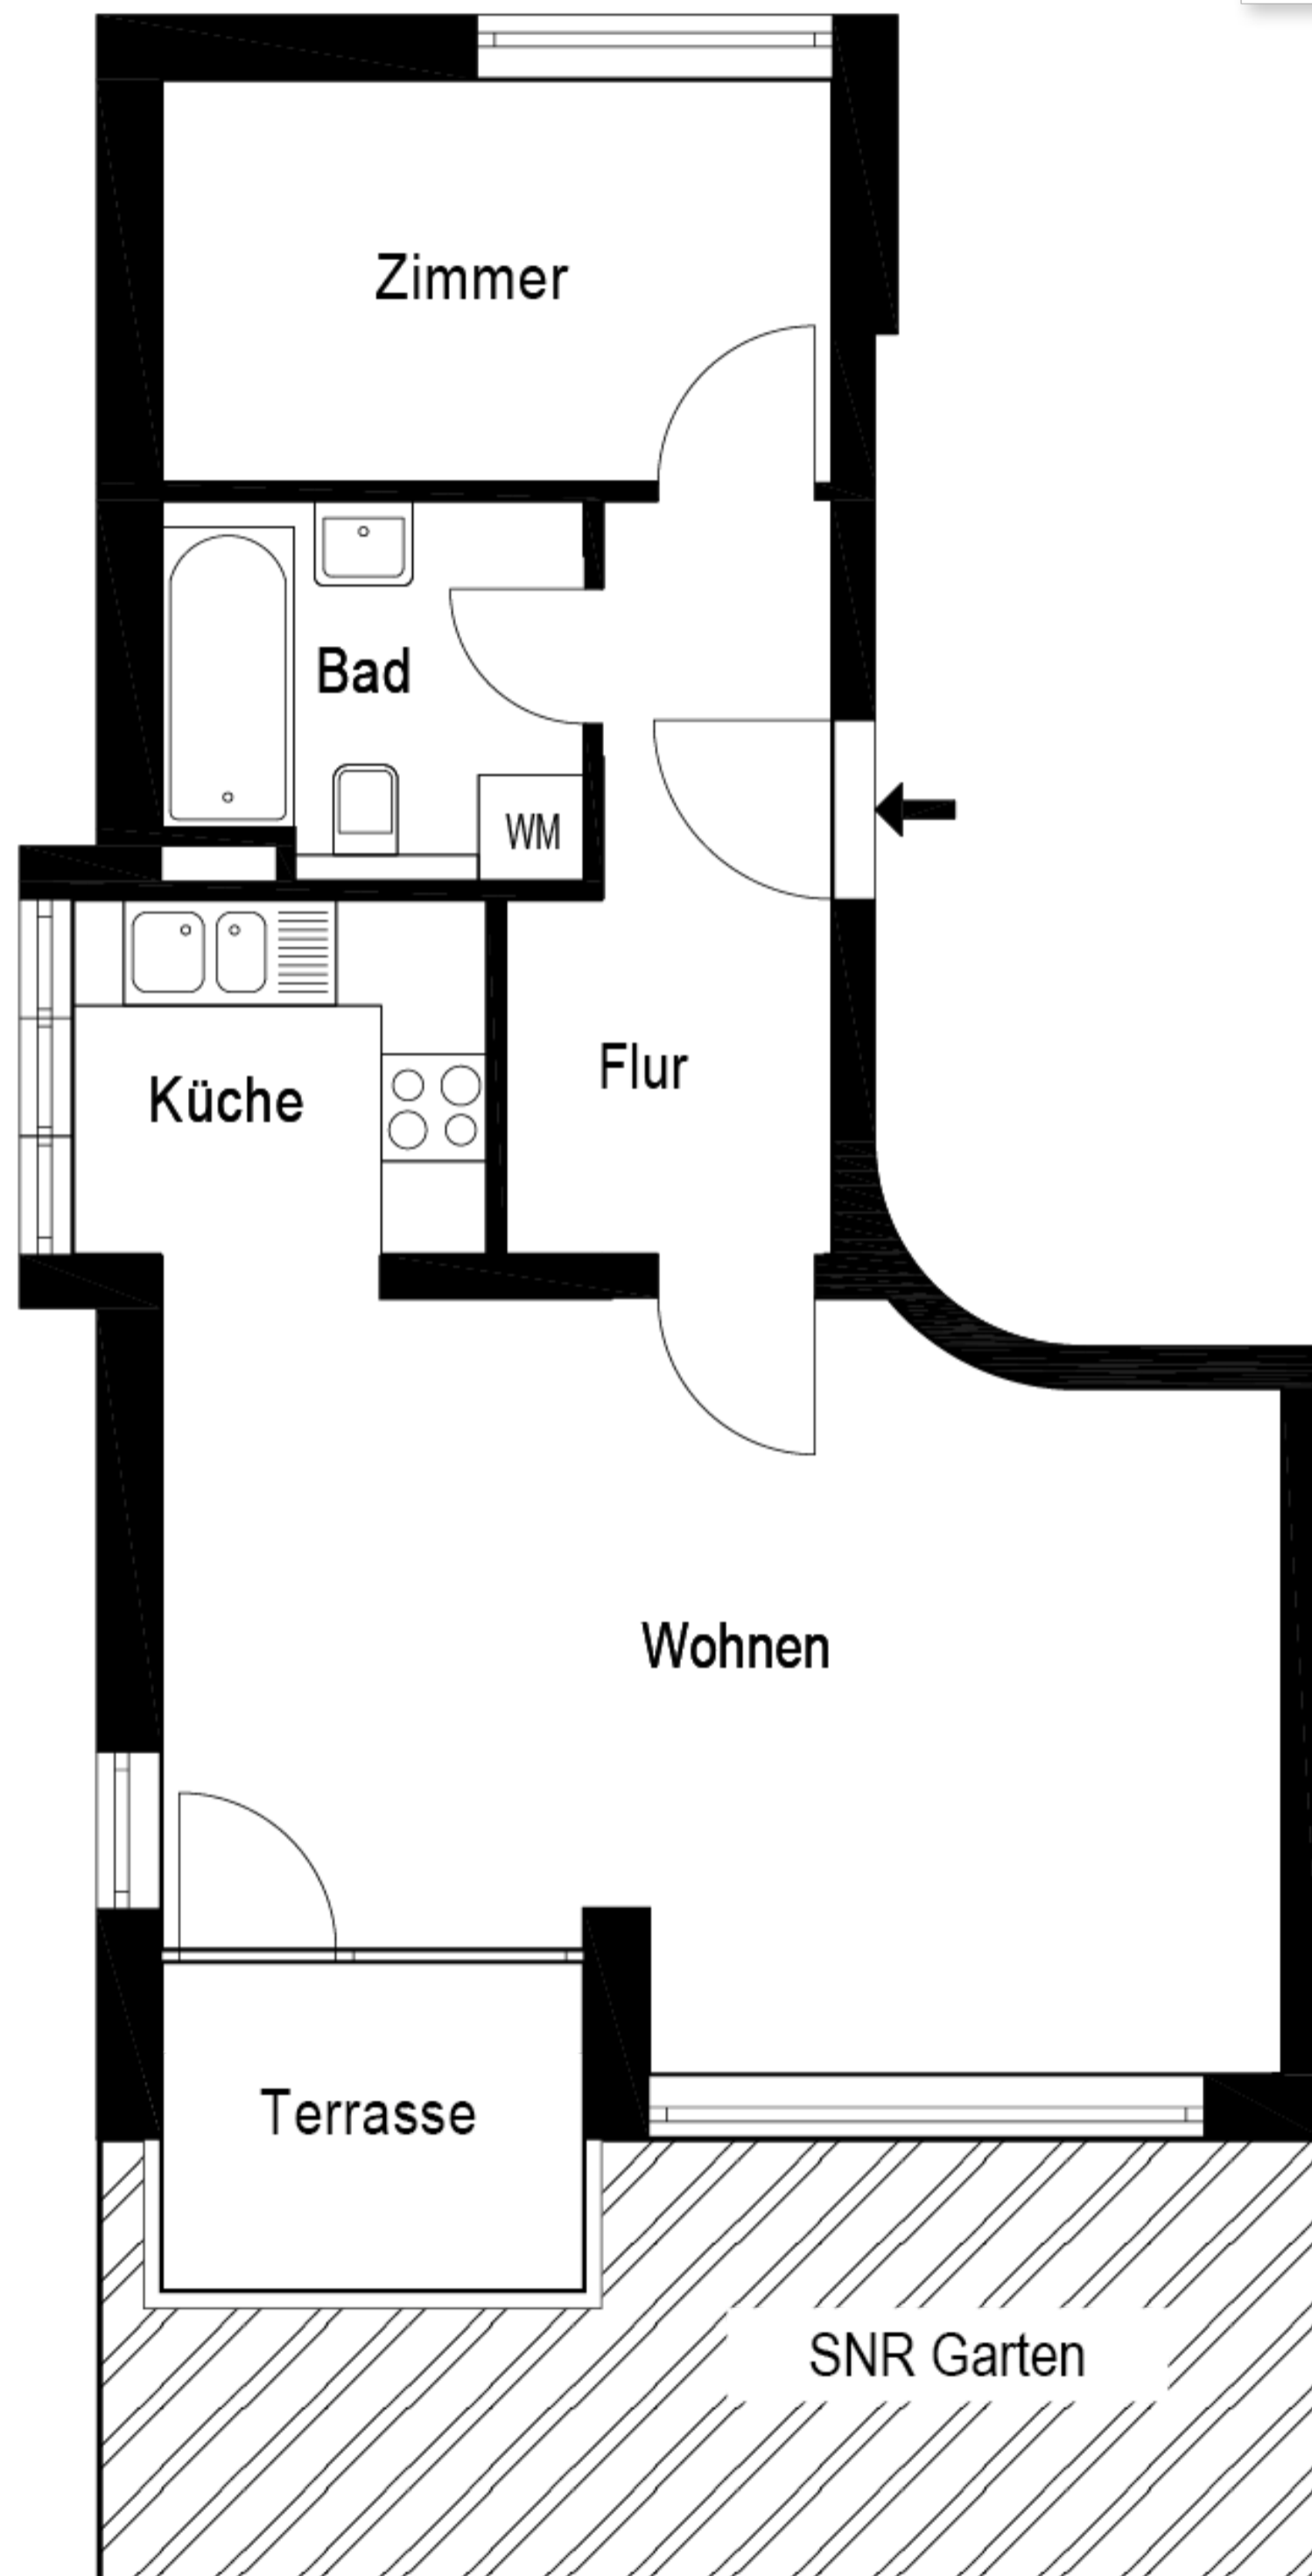 Zimmer
Bad
WM
Küche
Flur
Wohnen
Terrasse
SNR Garten